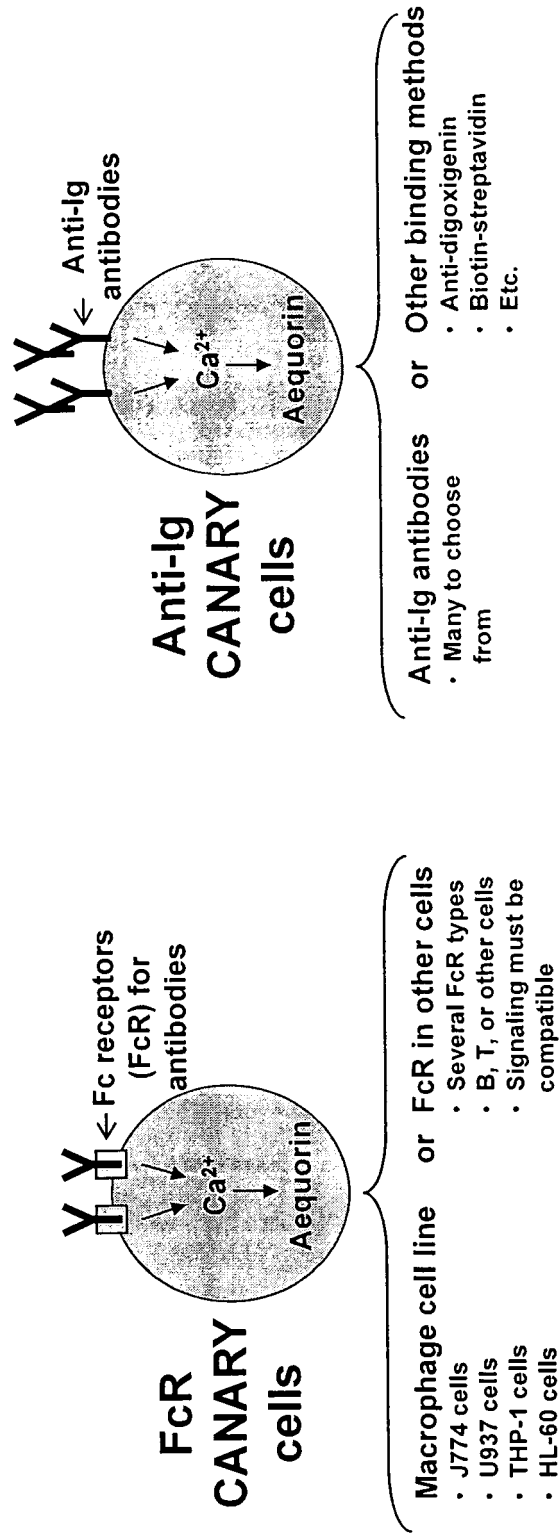 FcR
CANARY
cells
← Fc receptors
(FcR) for
antibodies
Ca²⁺
Aequorin
Macrophage cell line
• J774 cells
• U937 cells
• THP-1 cells
• HL-60 cells
or
FcR in other cells
• Several FcR types
• B, T, or other cells
• Signaling must be
compatible
Anti-Ig
CANARY
cells
← Anti-Ig
antibodies
Ca²⁺
Aequorin
Anti-Ig antibodies
• Many to choose
from
or
Other binding methods
• Anti-digoxigenin
• Biotin-streptavidin
• Etc.